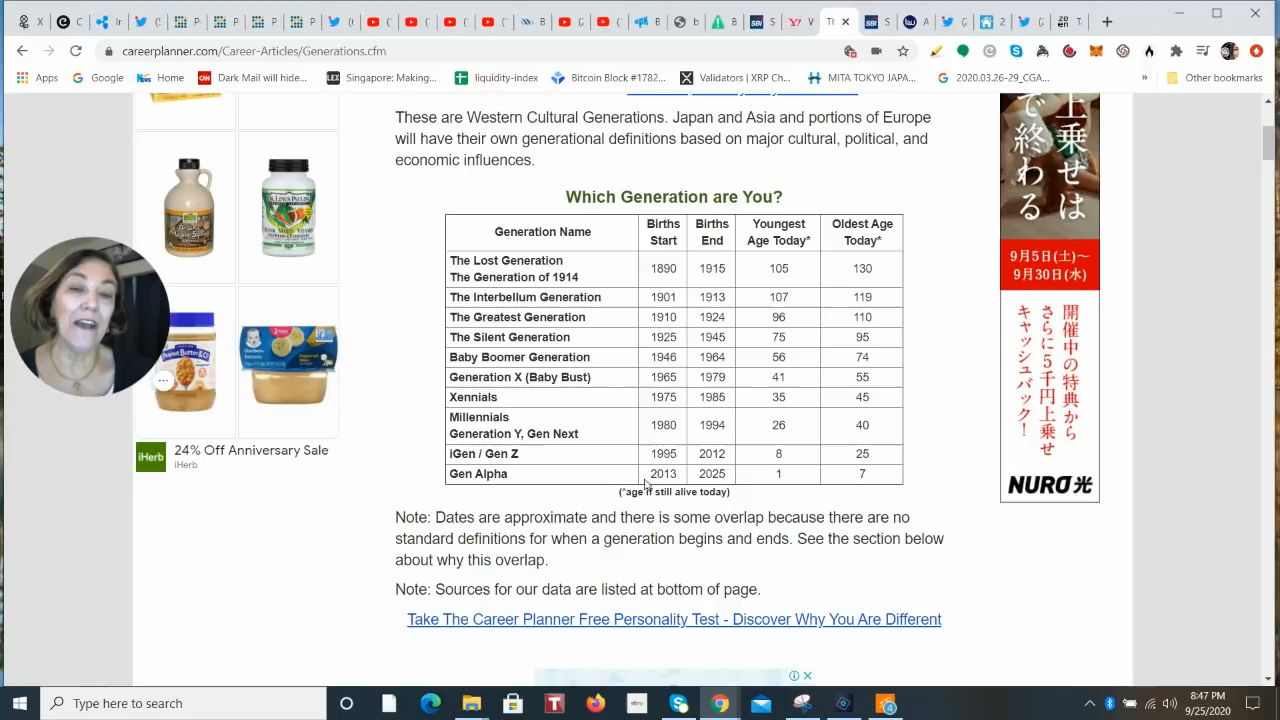 careerplanner.com/Career-Articles/Generations.cfm
Apps
Google
Home
Dark Mail will hide...
Singapore: Making...
liquidity-index
Bitcoin Block #1782...
Validators | XRP Ch...
MITA TOKYO JAPA...
2020.03.26-29_CGA...
»
Other bookmarks
These are Western Cultural Generations. Japan and Asia and portions of Europe
will have their own generational definitions based on major cultural, political, and
economic influences.
Which Generation are You?
Generation Name Births Start Births End Youngest Age Today* Oldest Age Today*
The Lost Generation
The Generation of 1914 1890 1915 105 130
The Interbellum Generation 1901 1913 107 119
The Greatest Generation 1910 1924 96 110
The Silent Generation 1925 1945 75 95
Baby Boomer Generation 1946 1964 56 74
Generation X (Baby Bust) 1965 1979 41 55
Xennials 1975 1985 35 45
Millennials
Generation Y, Gen Next 1980 1994 26 40
iGen / Gen Z 1995 2012 8 25
Gen Alpha 2013 2025 1 7
(*age if still alive today)
Note: Dates are approximate and there is some overlap because there are no
standard definitions for when a generation begins and ends. See the section below
about why this overlap.
Note: Sources for our data are listed at bottom of page.
Take The Career Planner Free Personality Test - Discover Why You Are Different
Peanut Butter & Co
Gerber
iHerb
24% Off Anniversary Sale
iHerb
上乗せは
で終わる
9月5日(土)～
9月30日(水)
開催中の特典から
さらに5千円上乗せ
キャッシュバック！
NURO光
Type here to search
8:47 PM
9/25/2020